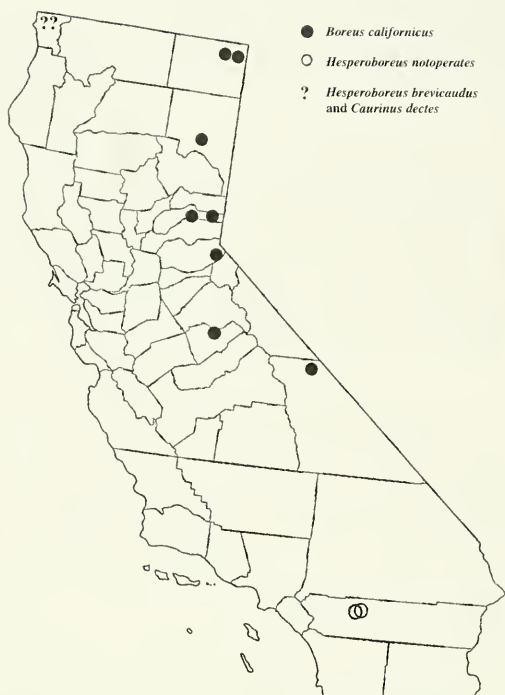 ??
Boreus californicus
Hesperoboreus notoperates
? Hesperoboreus brevicaudus
and Caurinus dectes